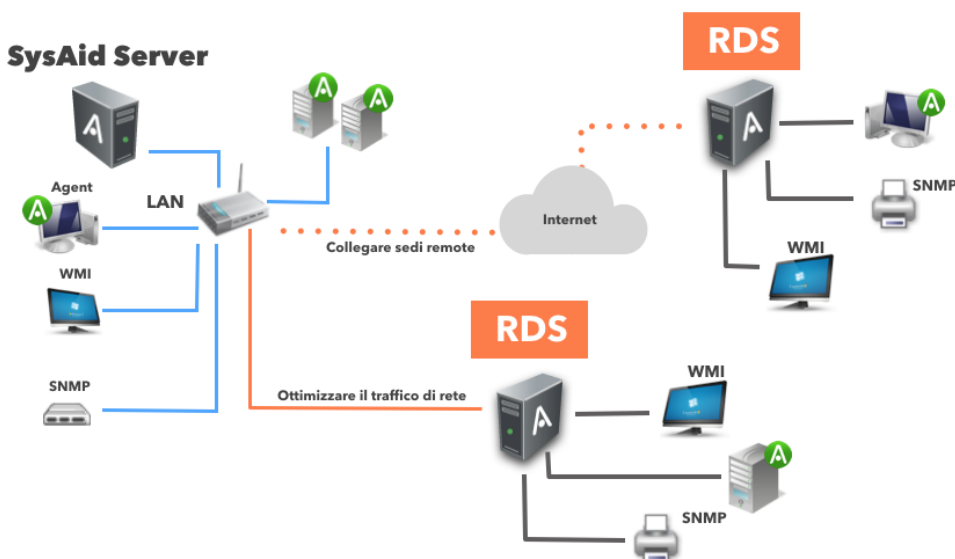 SysAid Server
RDS
Agent
LAN
SNMP
Internet
Collegare sedi remote
WMI
WMI
RDS
SNMP
Ottimizzare il traffico di rete
WMI
SNMP